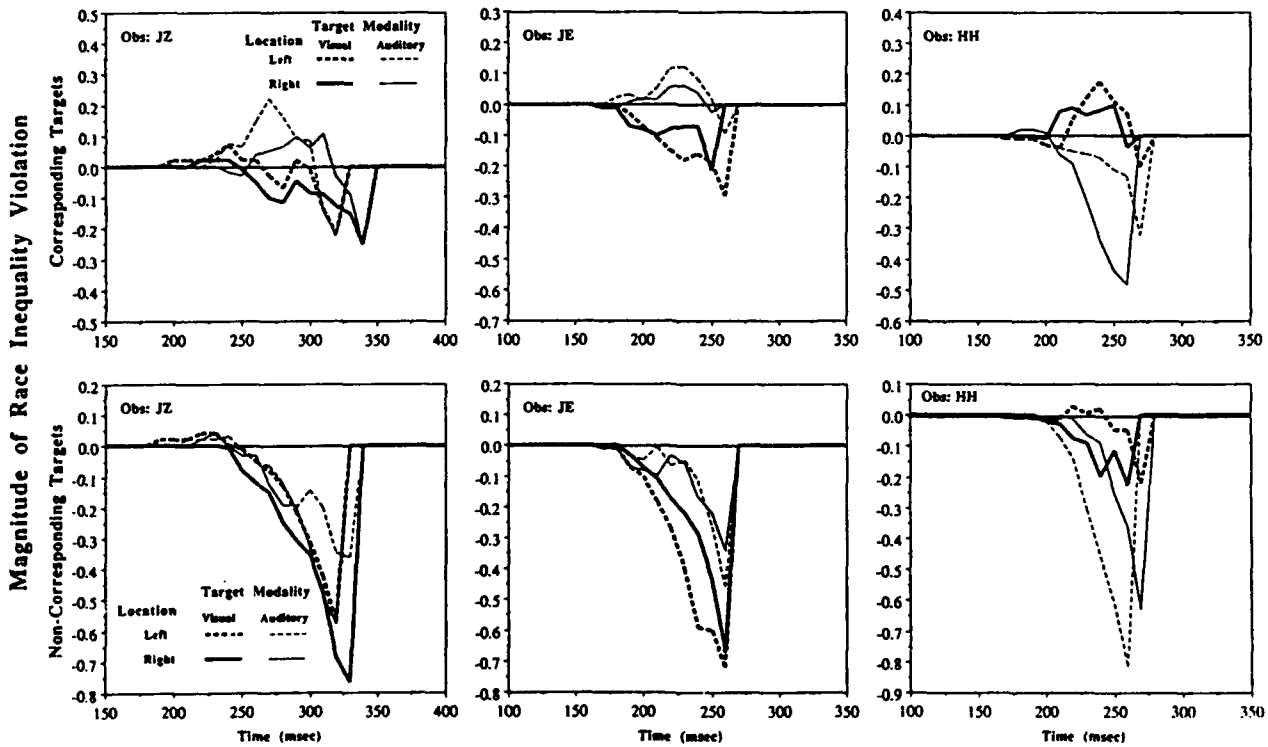 Magnitude of Race Inequality Violation
Corresponding Targets
0.5
0.4
0.3
0.2
0.1
0.0
-0.1
-0.2
-0.3
-0.4
-0.5
Obs: JZ
Target Modality
Location Visual Auditory
Left
Right
150 200 250 300 350 400
0.3
0.2
0.1
0.0
-0.1
-0.2
-0.3
-0.4
-0.5
-0.6
-0.7
Obs: JE
100 150 200 250 300 350
0.4
0.3
0.2
0.1
0.0
-0.1
-0.2
-0.3
-0.4
-0.5
-0.6
Obs: HH
100 150 200 250 300 350
Non-Corresponding Targets
0.2
0.1
0.0
-0.1
-0.2
-0.3
-0.4
-0.5
-0.6
-0.7
-0.8
Obs: JZ
Target Modality
Location Visual Auditory
Left
Right
150 200 250 300 350 400
Time (msec)
0.2
0.1
0.0
-0.1
-0.2
-0.3
-0.4
-0.5
-0.6
-0.7
-0.8
Obs: JE
100 150 200 250 300 350
Time (msec)
0.1
0.0
-0.1
-0.2
-0.3
-0.4
-0.5
-0.6
-0.7
-0.8
-0.9
Obs: HH
100 150 200 250 300 350
Time (msec)